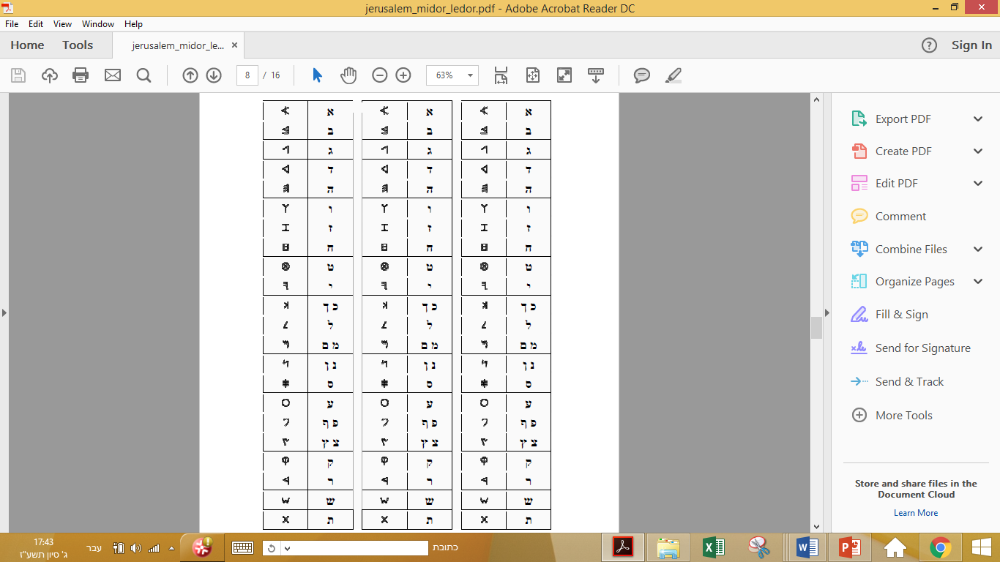 jerusalem_midor_ledor.pdf - Adobe Acrobat Reader DC
File Edit View Window Help
Home Tools jerusalem_midor_le... × ? Sign In
8 / 16 63%
𐤀 א 𐤀 א 𐤀 א
𐤁 ב 𐤁 ב 𐤁 ב
𐤂 ג 𐤂 ג 𐤂 ג
𐤃 ד 𐤃 ד 𐤃 ד
𐤄 ה 𐤄 ה 𐤄 ה
𐤅 ו 𐤅 ו 𐤅 ו
𐤆 ז 𐤆 ז 𐤆 ז
𐤇 ח 𐤇 ח 𐤇 ח
𐤈 ט 𐤈 ט 𐤈 ט
𐤉 י 𐤉 י 𐤉 י
𐤊 כ ך 𐤊 כ ך 𐤊 כ ך
𐤋 ל 𐤋 ל 𐤋 ל
𐤌 מ ם 𐤌 מ ם 𐤌 מ ם
𐤍 נ ן 𐤍 נ ן 𐤍 נ ן
𐤎 ס 𐤎 ס 𐤎 ס
𐤏 ע 𐤏 ע 𐤏 ע
𐤐 פ ף 𐤐 פ ף 𐤐 פ ף
𐤑 צ ץ 𐤑 צ ץ 𐤑 צ ץ
𐤒 ק 𐤒 ק 𐤒 ק
𐤓 ר 𐤓 ר 𐤓 ר
𐤔 ש 𐤔 ש 𐤔 ש
𐤕 ת 𐤕 ת 𐤕 ת
Export PDF
Create PDF
Edit PDF
Comment
Combine Files
Organize Pages
Fill & Sign
Send for Signature
Send & Track
More Tools
Store and share files in the
Document Cloud
Learn More
כתובת
עבר
17:43
ג' סיון תשע"ז